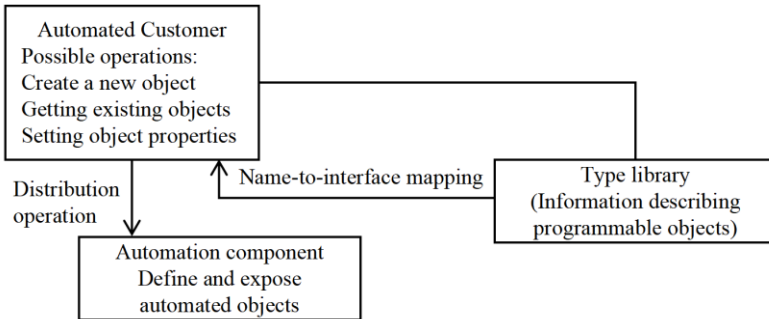 Automated Customer
Possible operations:
Create a new object
Getting existing objects
Setting object properties
Distribution
operation
Name-to-interface mapping
Type library
(Information describing
programmable objects)
Automation component
Define and expose
automated objects